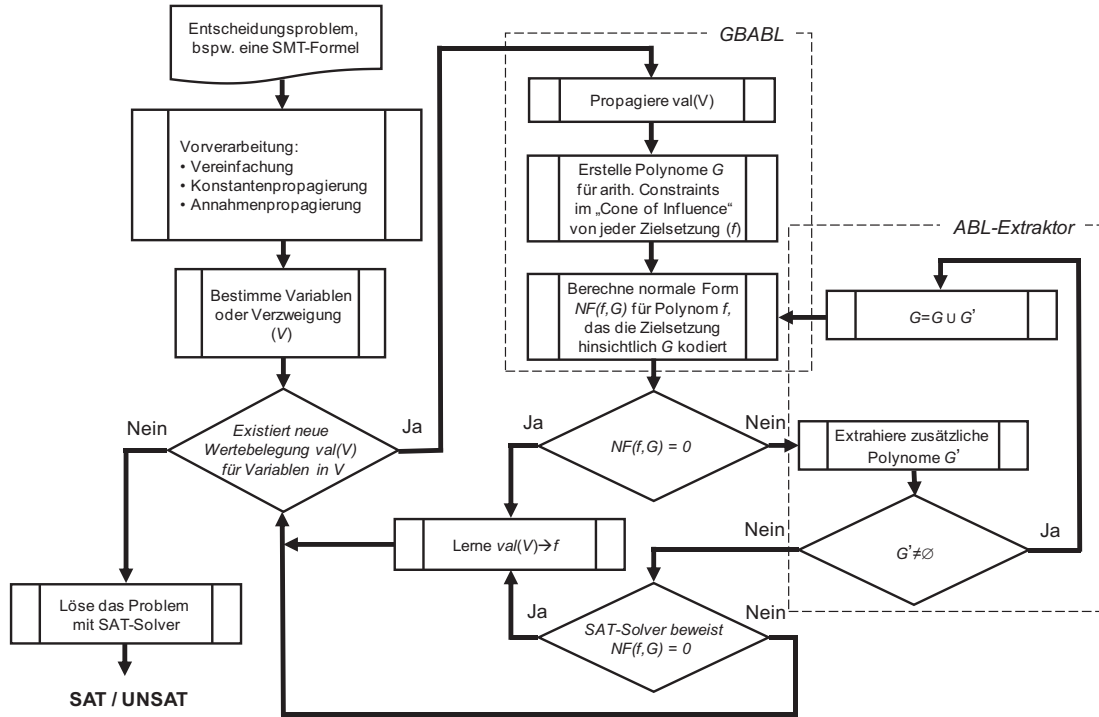 Entscheidungsproblem,
bspw. eine SMT-Formel
Vorverarbeitung:
• Vereinfachung
• Konstantenpropagierung
• Annahmenpropagierung
Bestimme Variablen
oder Verzweigung
(V)
Existiert neue
Wertebelegung val(V)
für Variablen in V
Nein
Ja
Löse das Problem
mit SAT-Solver
SAT / UNSAT
GBABL
Propagiere val(V)
Erstelle Polynome G
für arith. Constraints
im „Cone of Influence“
von jeder Zielsetzung (f)
Berechne normale Form
NF(f,G) für Polynom f,
das die Zielsetzung
hinsichtlich G kodiert
Ja
Nein
NF(f,G) = 0
Lerne val(V)→f
ABL-Extraktor
G=G ∪ G’
Extrahiere zusätzliche
Polynome G’
Nein
Ja
G’≠∅
Ja
Nein
SAT-Solver beweist
NF(f,G) = 0